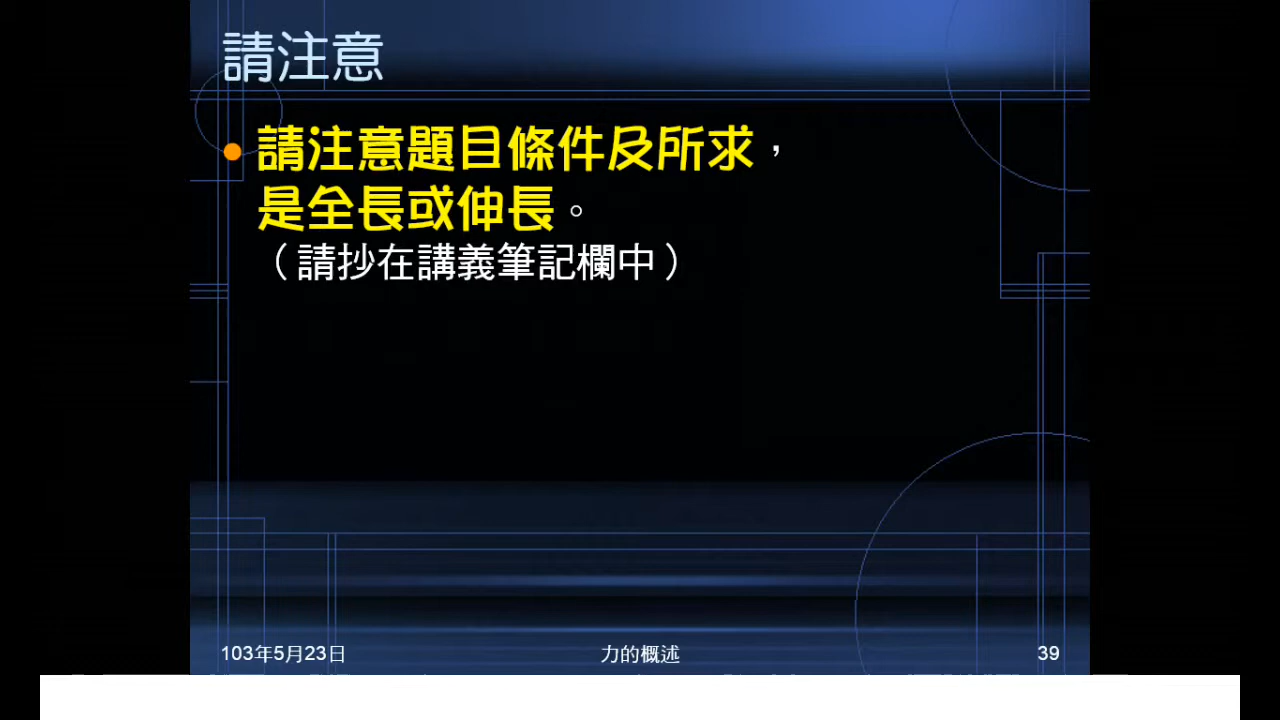 請注意
請注意題目條件及所求，
是全長或伸長。
（請抄在講義筆記欄中）
103年5月23日
力的概述
39